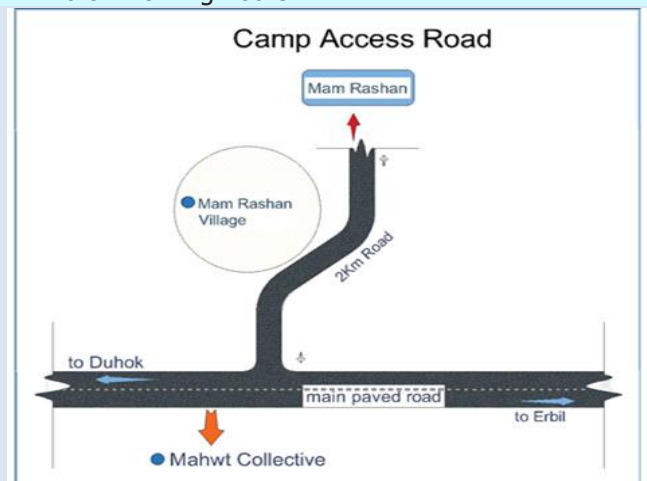 Camp Access Road
Mam Rashan
Mam Rashan
Village
2Km Road
to Duhok
main paved road
to Erbil
Mahwt Collective